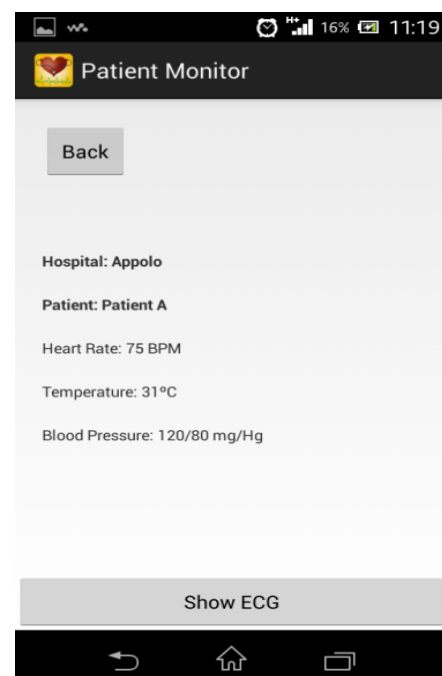 H+ 16% 11:19
Patient Monitor
Back
Hospital: Appolo
Patient: Patient A
Heart Rate: 75 BPM
Temperature: 31ºC
Blood Pressure: 120/80 mg/Hg
Show ECG